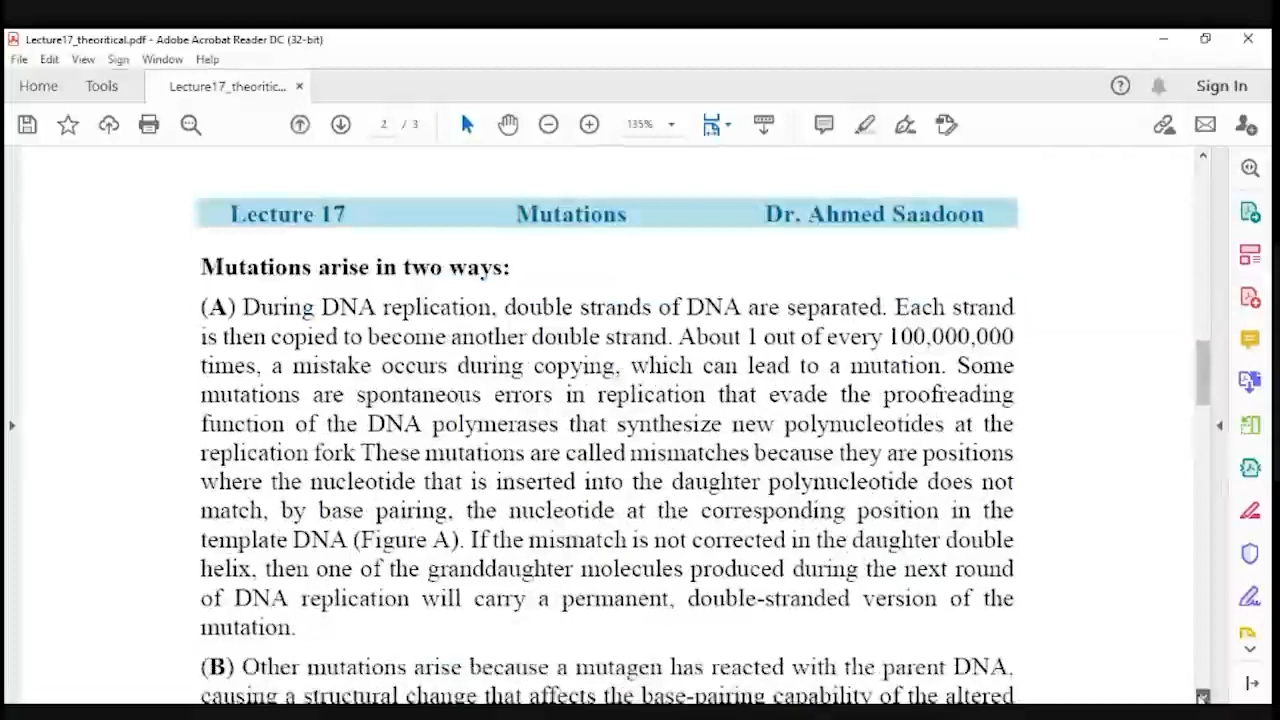 Lecture17_theoritical.pdf - Adobe Acrobat Reader DC (32-bit)
File Edit View Sign Window Help
Home Tools Lecture17_theoritic... × Sign In
2 / 3 135%
Lecture 17 Mutations Dr. Ahmed Saadoon
Mutations arise in two ways:
(A) During DNA replication, double strands of DNA are separated. Each strand
is then copied to become another double strand. About 1 out of every 100,000,000
times, a mistake occurs during copying, which can lead to a mutation. Some
mutations are spontaneous errors in replication that evade the proofreading
function of the DNA polymerases that synthesize new polynucleotides at the
replication fork These mutations are called mismatches because they are positions
where the nucleotide that is inserted into the daughter polynucleotide does not
match, by base pairing, the nucleotide at the corresponding position in the
template DNA (Figure A). If the mismatch is not corrected in the daughter double
helix, then one of the granddaughter molecules produced during the next round
of DNA replication will carry a permanent, double-stranded version of the
mutation.
(B) Other mutations arise because a mutagen has reacted with the parent DNA,
causing a structural change that affects the base-pairing capability of the altered